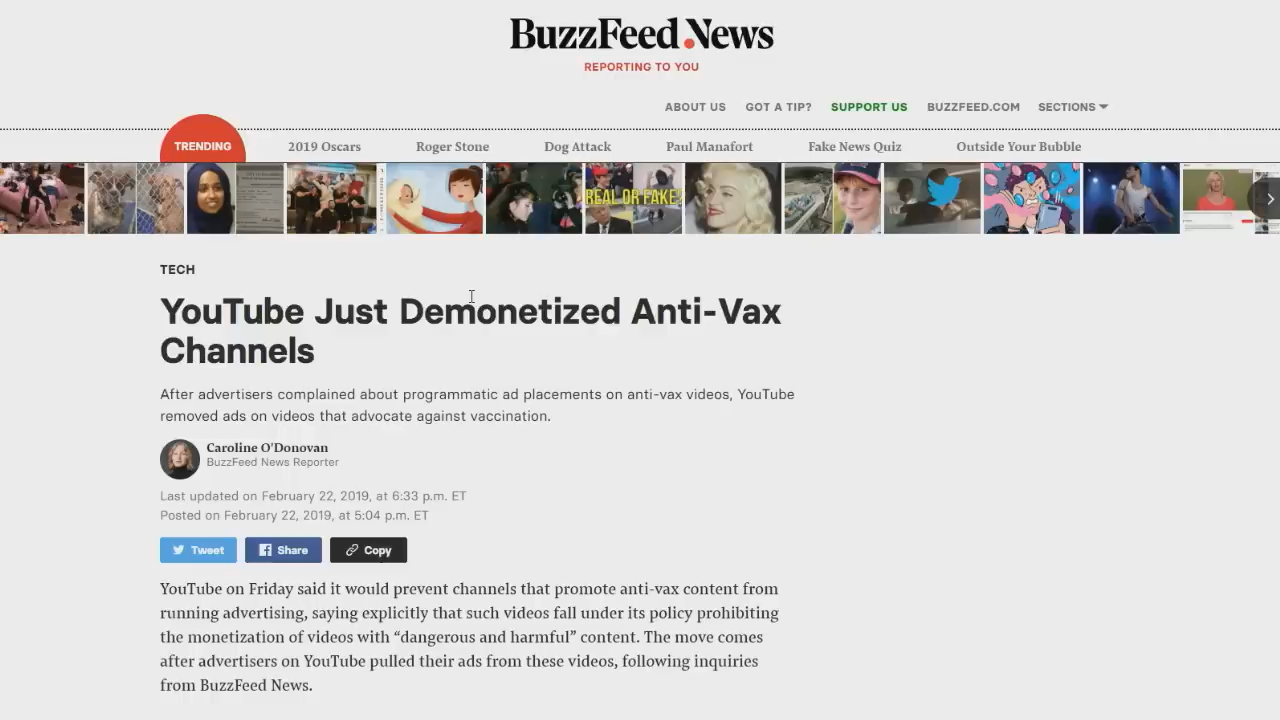 BuzzFeed News
REPORTING TO YOU
ABOUT US GOT A TIP? SUPPORT US BUZZFEED.COM SECTIONS
TRENDING 2019 Oscars Roger Stone Dog Attack Paul Manafort Fake News Quiz Outside Your Bubble
REAL OR FAKE?
TECH
YouTube Just Demonetized Anti-Vax
Channels
After advertisers complained about programmatic ad placements on anti-vax videos, YouTube
removed ads on videos that advocate against vaccination.
Caroline O'Donovan
BuzzFeed News Reporter
Last updated on February 22, 2019, at 6:33 p.m. ET
Posted on February 22, 2019, at 5:04 p.m. ET
Tweet Share Copy
YouTube on Friday said it would prevent channels that promote anti-vax content from
running advertising, saying explicitly that such videos fall under its policy prohibiting
the monetization of videos with “dangerous and harmful” content. The move comes
after advertisers on YouTube pulled their ads from these videos, following inquiries
from BuzzFeed News.